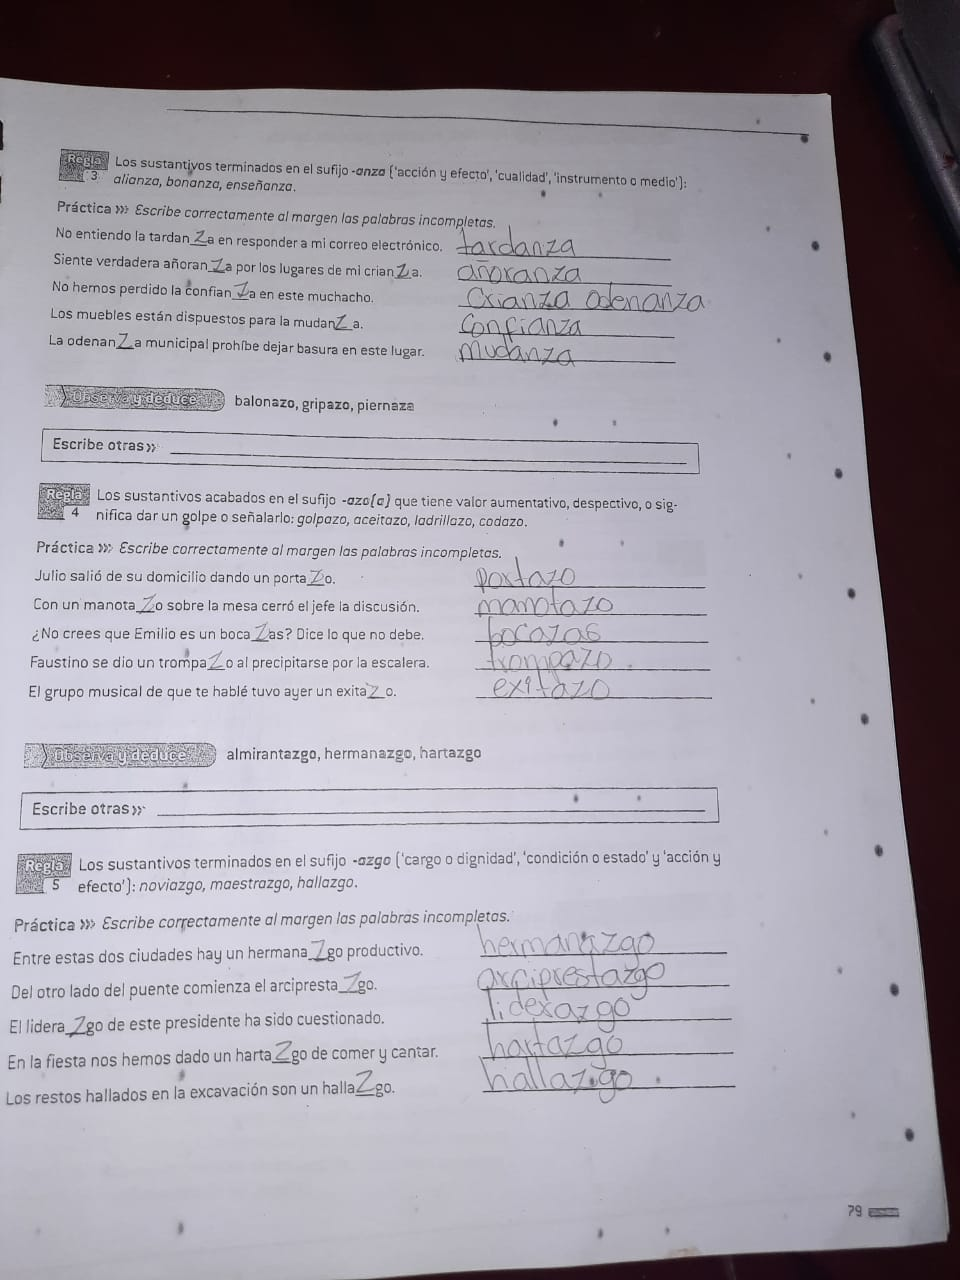 Regla 3 Los sustantivos terminados en el sufijo -anza ('acción y efecto', 'cualidad', 'instrumento o medio'):
alianza, bonanza, enseñanza.
Práctica ››› Escribe correctamente al margen las palabras incompletas.
No entiendo la tardanZa en responder a mi correo electrónico. tardanza
Siente verdadera añoranZa por los lugares de mi crianZa. añoranza
No hemos perdido la confianZa en este muchacho. Crianza odenanza
Los muebles están dispuestos para la mudanZa. Confianza
La odenanZa municipal prohíbe dejar basura en este lugar. Mudanza
Observa y deduce balonazo, gripazo, piernaza
Escribe otras ››
Regla 4 Los sustantivos acabados en el sufijo -azo(a) que tiene valor aumentativo, despectivo, o sig-
nifica dar un golpe o señalarlo: golpazo, aceitazo, ladrillazo, codazo.
Práctica ››› Escribe correctamente al margen las palabras incompletas.
Julio salió de su domicilio dando un portaZo. portazo
Con un manotaZo sobre la mesa cerró el jefe la discusión. manotazo
¿No crees que Emilio es un bocaZas? Dice lo que no debe. bocazas
Faustino se dio un trompaZo al precipitarse por la escalera. trompazo
El grupo musical de que te hablé tuvo ayer un exitaZo. exitazo
Observa y deduce almirantazgo, hermanazgo, hartazgo
Escribe otras ››
Regla 5 Los sustantivos terminados en el sufijo -azgo ('cargo o dignidad', 'condición o estado' y 'acción y
efecto'): noviazgo, maestrazgo, hallazgo.
Práctica ››› Escribe correctamente al margen las palabras incompletas.
Entre estas dos ciudades hay un hermanaZgo productivo. hermanazgo
Del otro lado del puente comienza el arciprestaZgo. arciprestazgo
El lideraZgo de este presidente ha sido cuestionado. liderazgo
En la fiesta nos hemos dado un hartaZgo de comer y cantar. hartazgo
Los restos hallados en la excavación son un hallaZgo. hallazgo
79